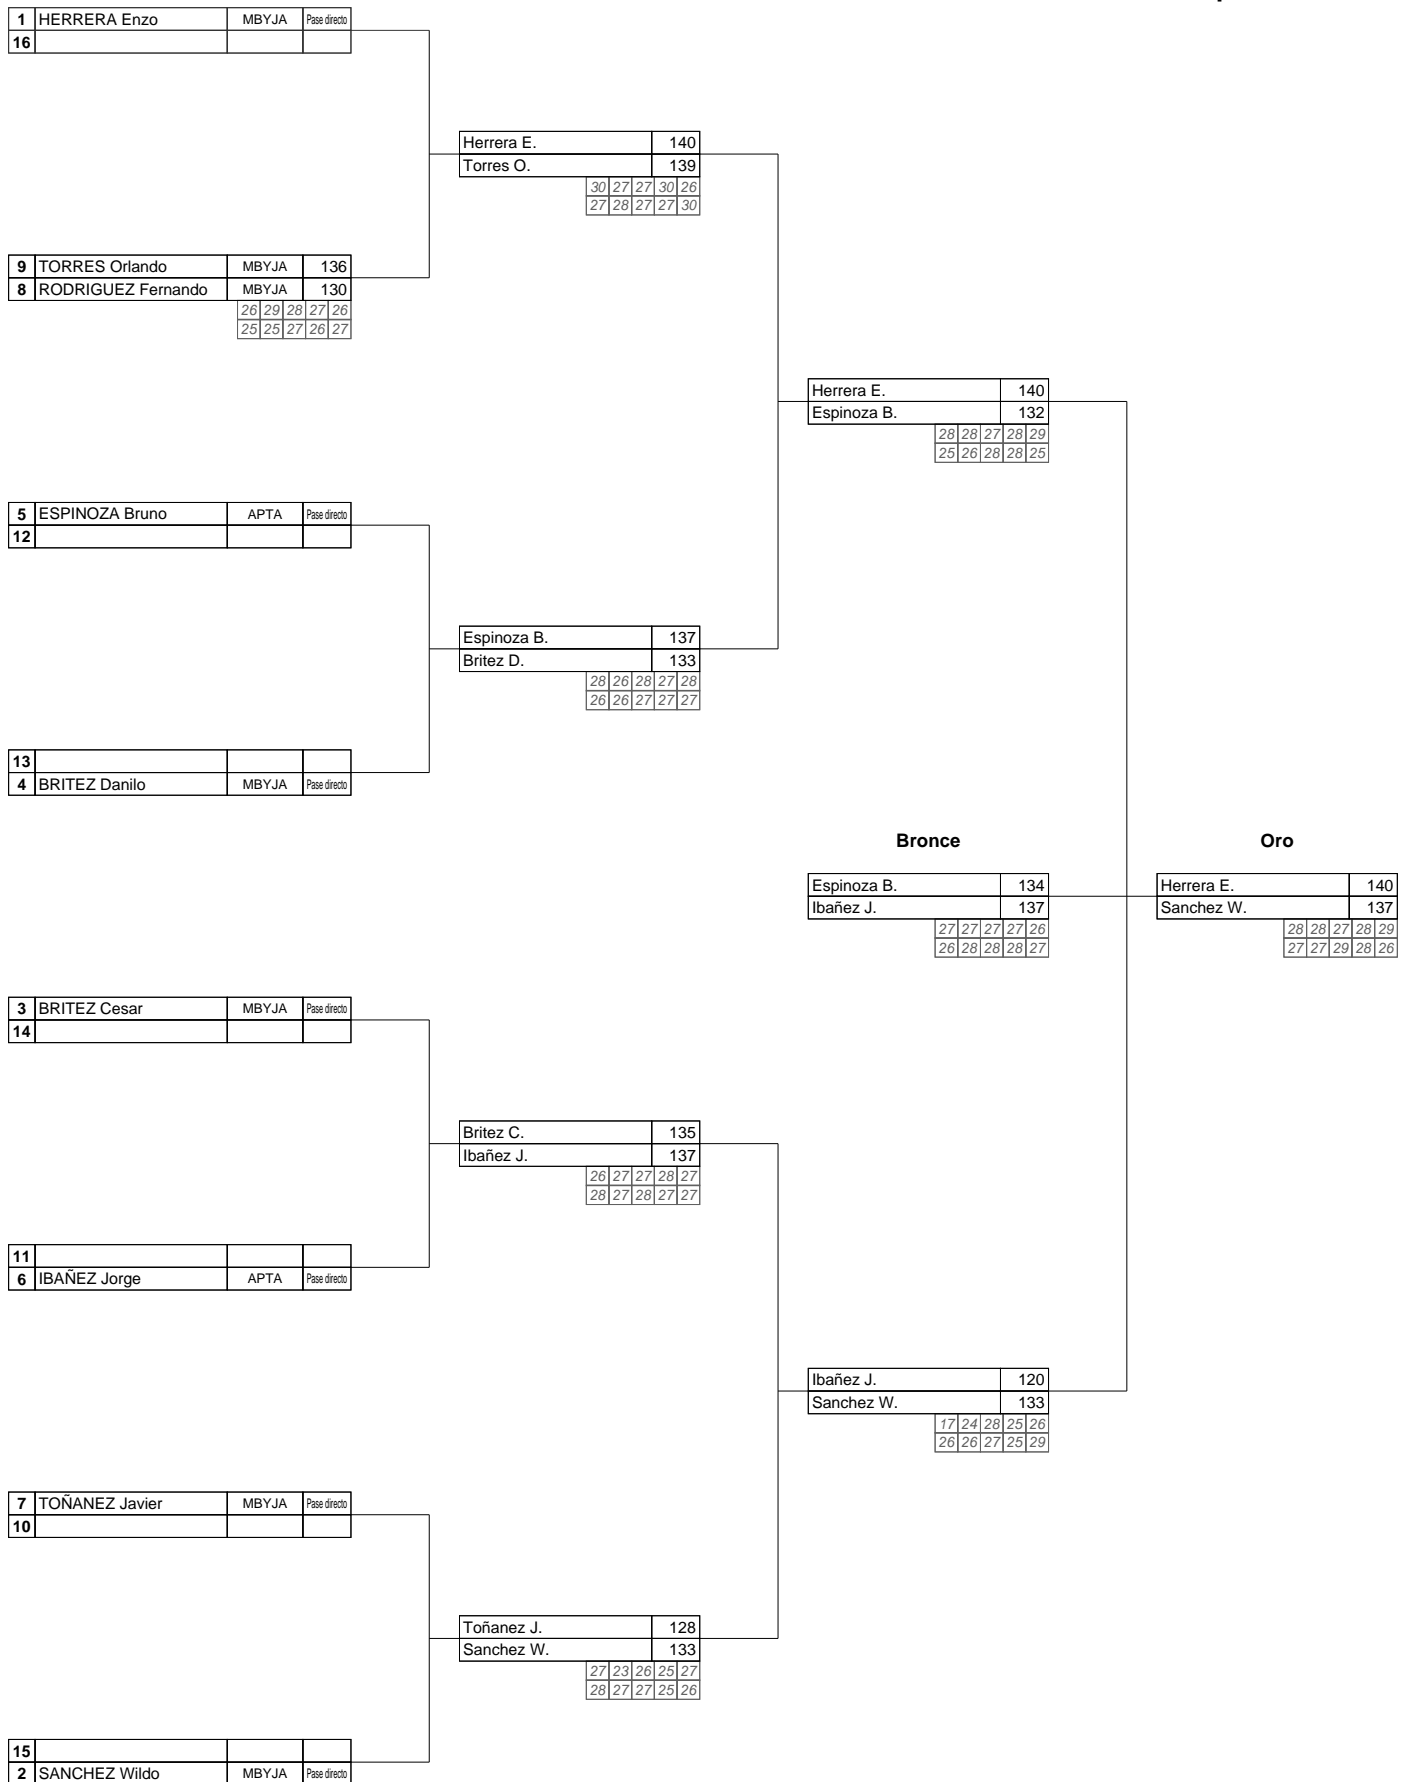 1 HERRERA Enzo MBYJA Pase directo
16
Herrera E. 140
Torres O. 139
30 27 27 30 26
27 28 27 27 30
9 TORRES Orlando MBYJA 136
8 RODRIGUEZ Fernando MBYJA 130
26 29 28 27 26
25 25 27 26 27
Herrera E. 140
Espinoza B. 132
28 28 27 28 29
25 26 28 28 25
5 ESPINOZA Bruno APTA Pase directo
12
Espinoza B. 137
Britez D. 133
28 26 28 27 28
26 26 27 27 27
13
4 BRITEZ Danilo MBYJA Pase directo
Bronce
Espinoza B. 134
Ibañez J. 137
27 27 27 27 26
26 28 28 28 27
Oro
Herrera E. 140
Sanchez W. 137
28 28 27 28 29
27 27 29 28 26
3 BRITEZ Cesar MBYJA Pase directo
14
Britez C. 135
Ibañez J. 137
26 27 27 28 27
28 27 28 27 27
11
6 IBAÑEZ Jorge APTA Pase directo
Ibañez J. 120
Sanchez W. 133
17 24 28 25 26
26 26 27 25 29
7 TOÑANEZ Javier MBYJA Pase directo
10
Toñanez J. 128
Sanchez W. 133
27 23 26 25 27
28 27 27 25 26
15
2 SANCHEZ Wildo MBYJA Pase directo